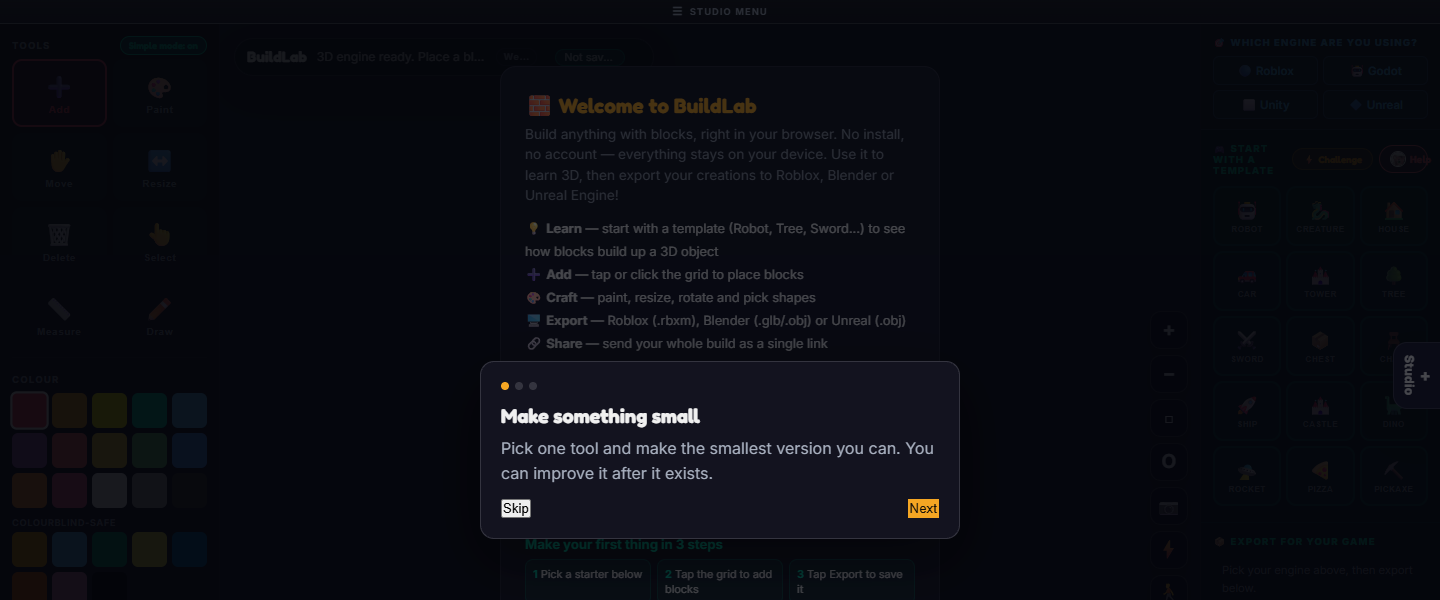 ☰ STUDIO MENU
TOOLS
Simple mode on
Add
Paint
Move
Resize
Delete
Select
Measure
Draw
COLOUR
COLOURBLIND-SAFE
BuildLab 3D engine ready. Place a bl... We... Not sav...
Welcome to BuildLab
Build anything with blocks, right in your browser. No install,
no account — everything stays on your device. Use it to
learn 3D, then export your creations to Roblox, Blender or
Unreal Engine!
Learn — start with a template (Robot, Tree, Sword...) to see
how blocks build up a 3D object
Add — tap or click the grid to place blocks
Craft — paint, resize, rotate and pick shapes
Export — Roblox (.rbxm), Blender (.glb/.obj) or Unreal (.obj)
Share — send your whole build as a single link
Make something small
Pick one tool and make the smallest version you can. You
can improve it after it exists.
Skip
Next
Make your first thing in 3 steps
1 Pick a starter below
2 Tap the grid to add
blocks
3 Tap Export to save
it
WHICH ENGINE ARE YOU USING?
Roblox
Godot
Unity
Unreal
START
WITH A
TEMPLATE
Challenge
ROBOT
CREATURE
HOUSE
CAR
TOWER
TREE
SWORD
CHEST
SHIP
CASTLE
ROCKET
PIZZA
PICKAXE
Studio
EXPORT FOR YOUR GAME
Pick your engine above, then export
below.